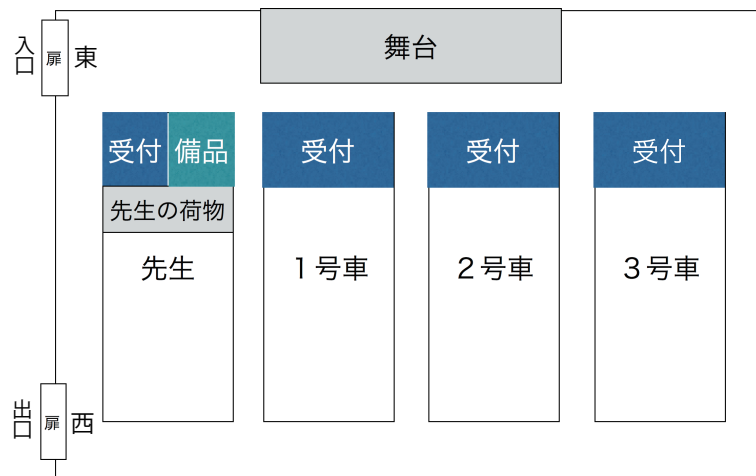 入口
扉
東
舞台
受付
備品
受付
受付
受付
先生の荷物
先生
1号車
2号車
3号車
出口
扉
西